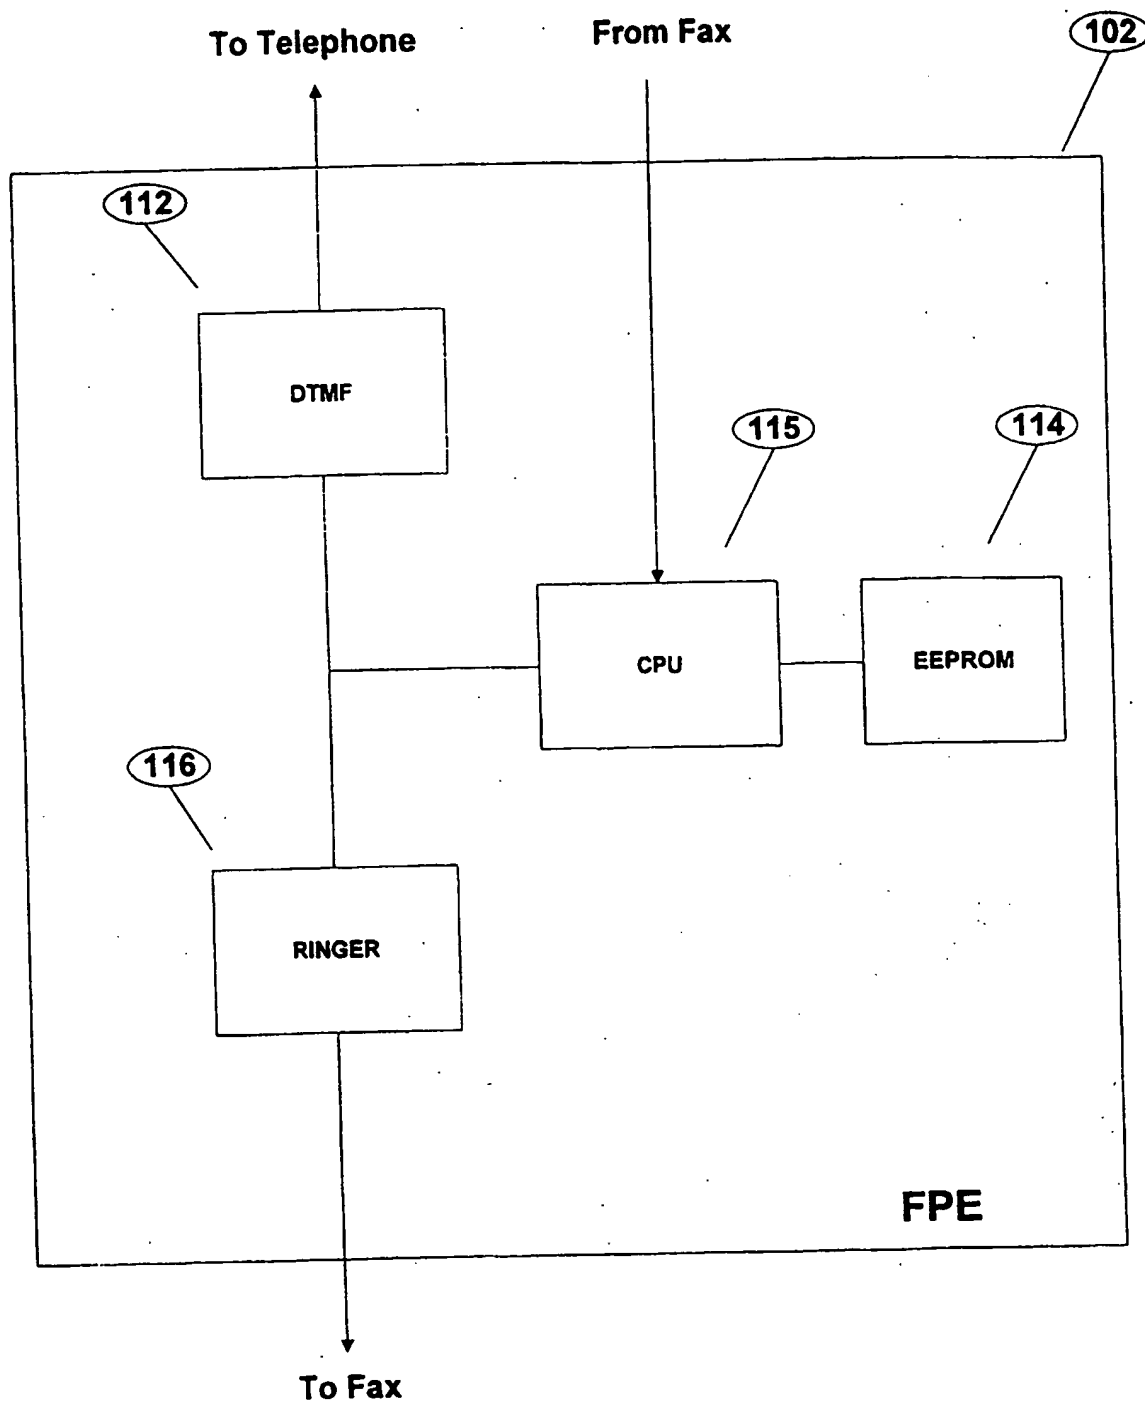 To Telephone
From Fax
102
112
DTMF
115
114
CPU
EEPROM
116
RINGER
FPE
To Fax